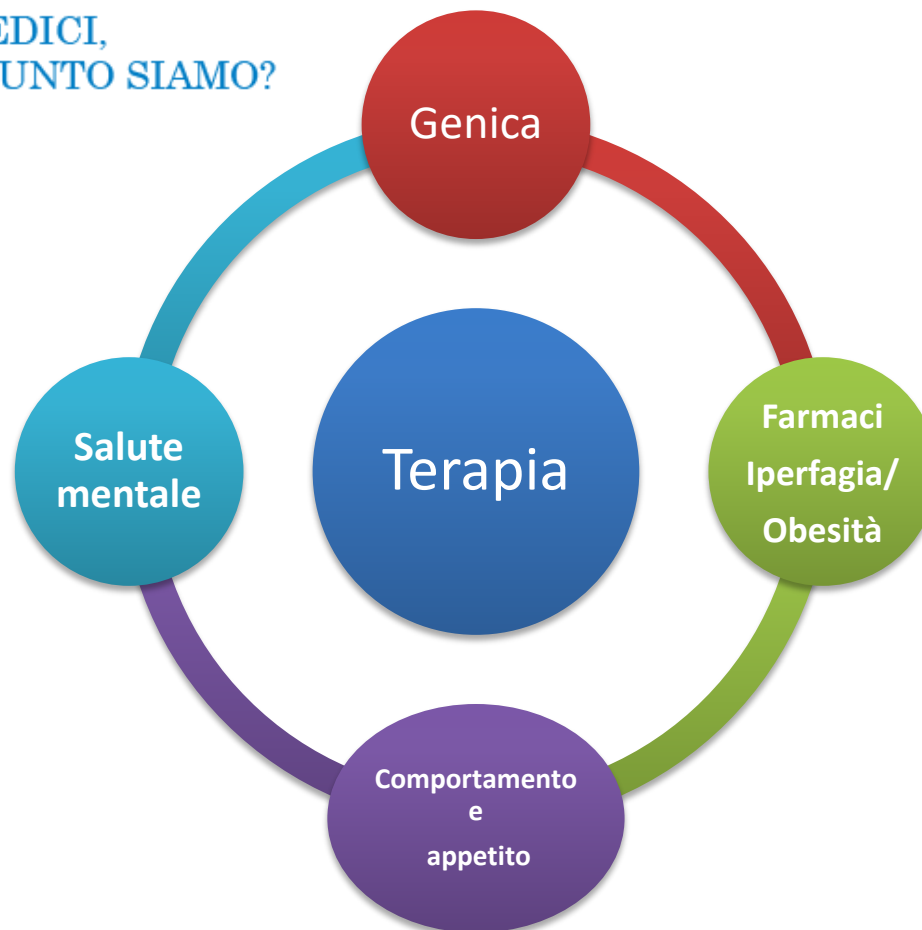 EDICI,
UNTO SIAMO?
Genica
Salute
mentale
Terapia
Farmaci
Iperfagia/
Obesità
Comportamento
e
appetito